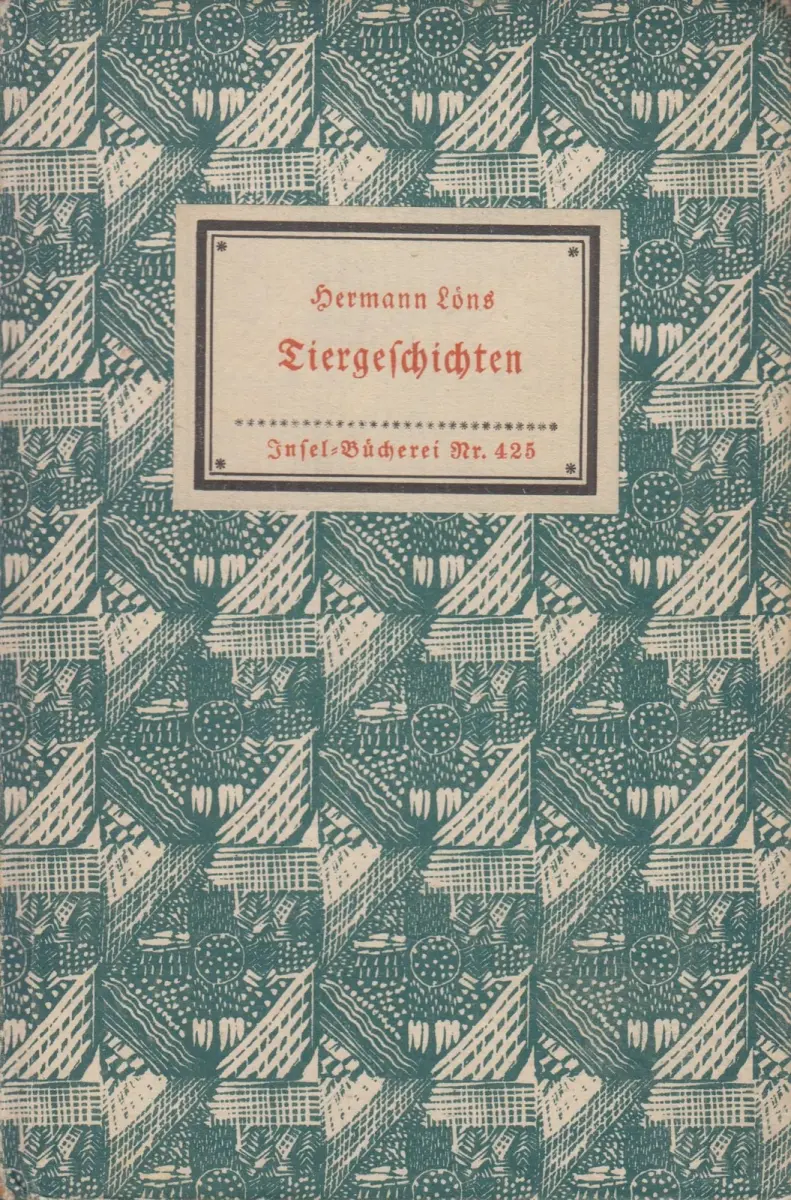 Hermann Löns
Tiergeſchichten
Inſel-Bücherei Nr. 425